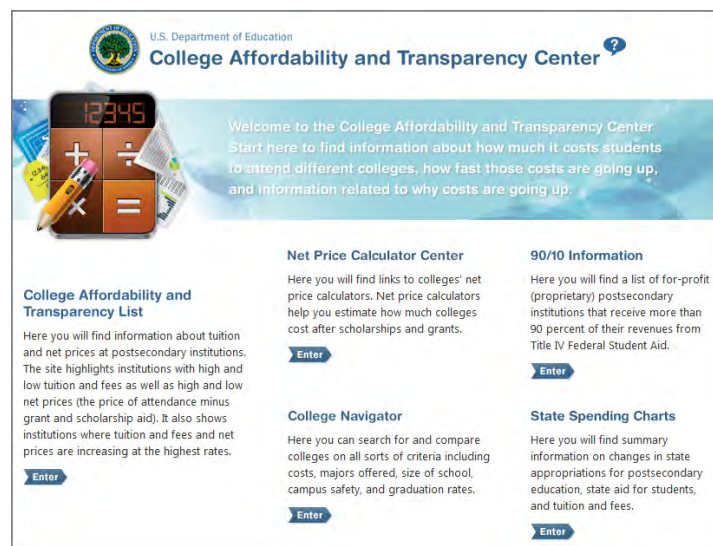 U.S. Department of Education
College Affordability and Transparency Center ?
12345
Welcome to the College Affordability and Transparency Center
Start here to find information about how much it costs students
to attend different colleges, how fast those costs are going up,
and information related to why costs are going up.
College Affordability and
Transparency List
Here you will find information about tuition
and net prices at postsecondary institutions.
The site highlights institutions with high and
low tuition and fees as well as high and low
net prices (the price of attendance minus
grant and scholarship aid). It also shows
institutions where tuition and fees and net
prices are increasing at the highest rates.
Enter
Net Price Calculator Center
Here you will find links to colleges' net
price calculators. Net price calculators
help you estimate how much colleges
cost after scholarships and grants.
Enter
College Navigator
Here you can search for and compare
colleges on all sorts of criteria including
costs, majors offered, size of school,
campus safety, and graduation rates.
Enter
90/10 Information
Here you will find a list of for-profit
(proprietary) postsecondary
institutions that receive more than
90 percent of their revenues from
Title IV Federal Student Aid.
Enter
State Spending Charts
Here you will find summary
information on changes in state
appropriations for postsecondary
education, state aid for students,
and tuition and fees.
Enter